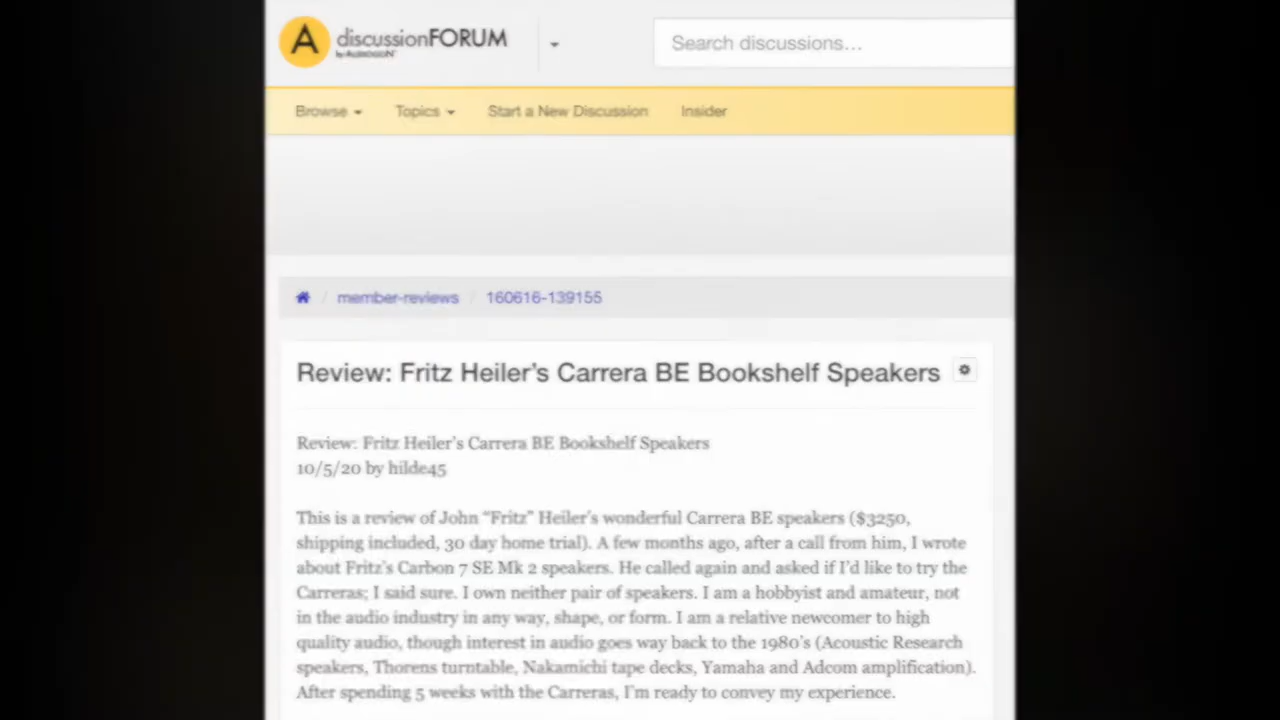 A discussionFORUM
by AUDIOGON
Search discussions...
Browse
Topics
Start a New Discussion
Insider
/ member-reviews / 160616-139155
Review: Fritz Heiler's Carrera BE Bookshelf Speakers
Review: Fritz Heiler's Carrera BE Bookshelf Speakers
10/5/20 by hilde45
This is a review of John "Fritz" Heiler's wonderful Carrera BE speakers ($3250,
shipping included, 30 day home trial). A few months ago, after a call from him, I wrote
about Fritz's Carbon 7 SE Mk 2 speakers. He called again and asked if I'd like to try the
Carreras; I said sure. I own neither pair of speakers. I am a hobbyist and amateur, not
in the audio industry in any way, shape, or form. I am a relative newcomer to high
quality audio, though interest in audio goes way back to the 1980's (Acoustic Research
speakers, Thorens turntable, Nakamichi tape decks, Yamaha and Adcom amplification).
After spending 5 weeks with the Carreras, I'm ready to convey my experience.